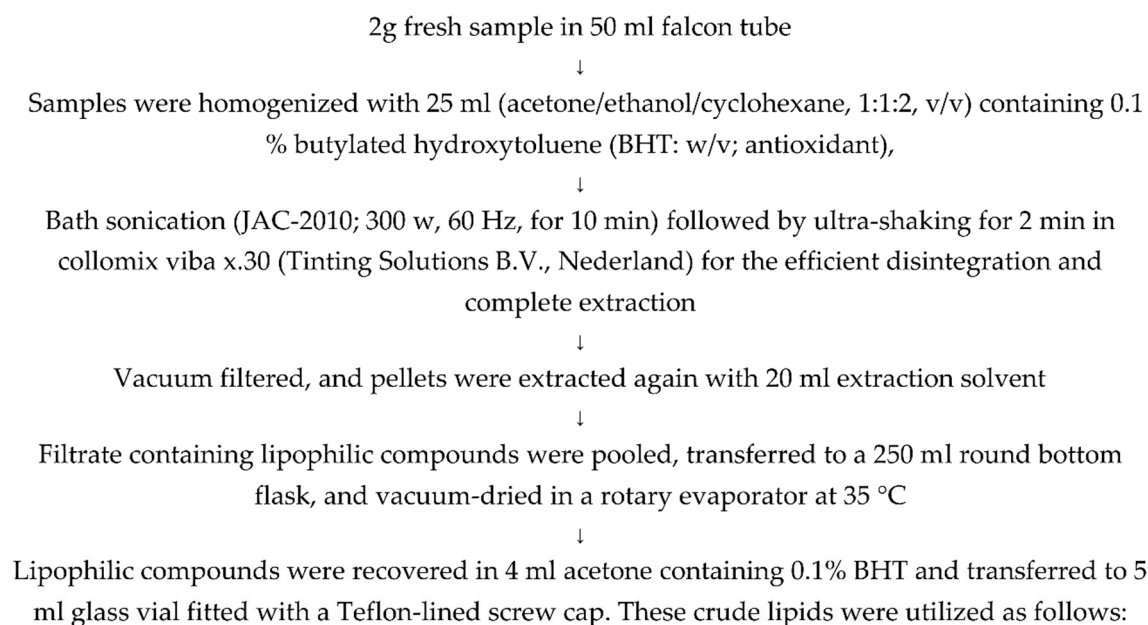 2g fresh sample in 50 ml falcon tube
↓
Samples were homogenized with 25 ml (acetone/ethanol/cyclohexane, 1:1:2, v/v) containing 0.1
% butylated hydroxytoluene (BHT: w/v; antioxidant),
↓
Bath sonication (JAC-2010; 300 w, 60 Hz, for 10 min) followed by ultra-shaking for 2 min in
collomix viba x.30 (Tinting Solutions B.V., Nederland) for the efficient disintegration and
complete extraction
↓
Vacuum filtered, and pellets were extracted again with 20 ml extraction solvent
↓
Filtrate containing lipophilic compounds were pooled, transferred to a 250 ml round bottom
flask, and vacuum-dried in a rotary evaporator at 35 °C
↓
Lipophilic compounds were recovered in 4 ml acetone containing 0.1% BHT and transferred to 5
ml glass vial fitted with a Teflon-lined screw cap. These crude lipids were utilized as follows: